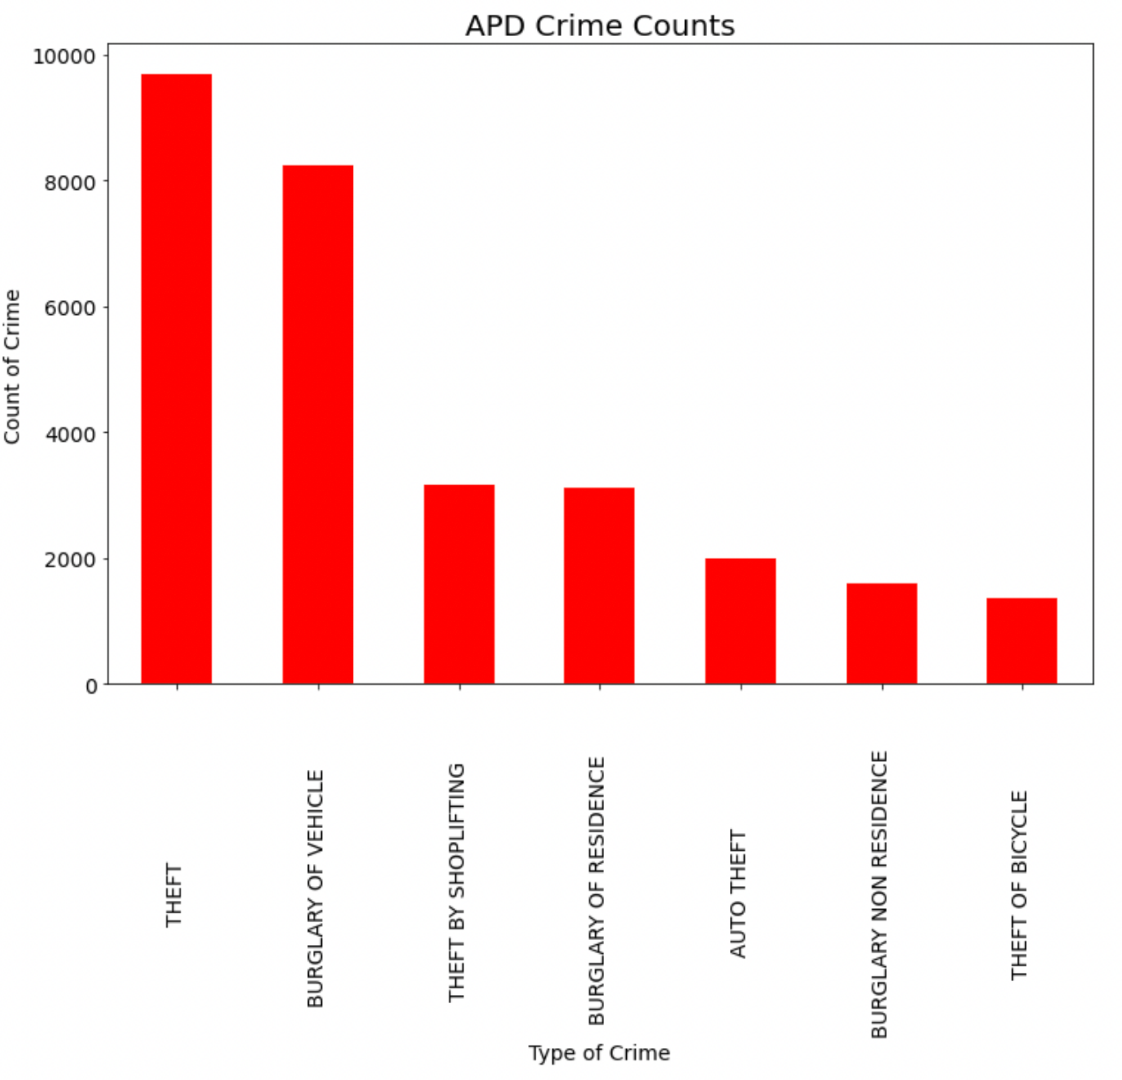 APD Crime Counts
Count of Crime
10000
8000
6000
4000
2000
0
THEFT
BURGLARY OF VEHICLE
THEFT BY SHOPLIFTING
BURGLARY OF RESIDENCE
AUTO THEFT
BURGLARY NON RESIDENCE
THEFT OF BICYCLE
Type of Crime